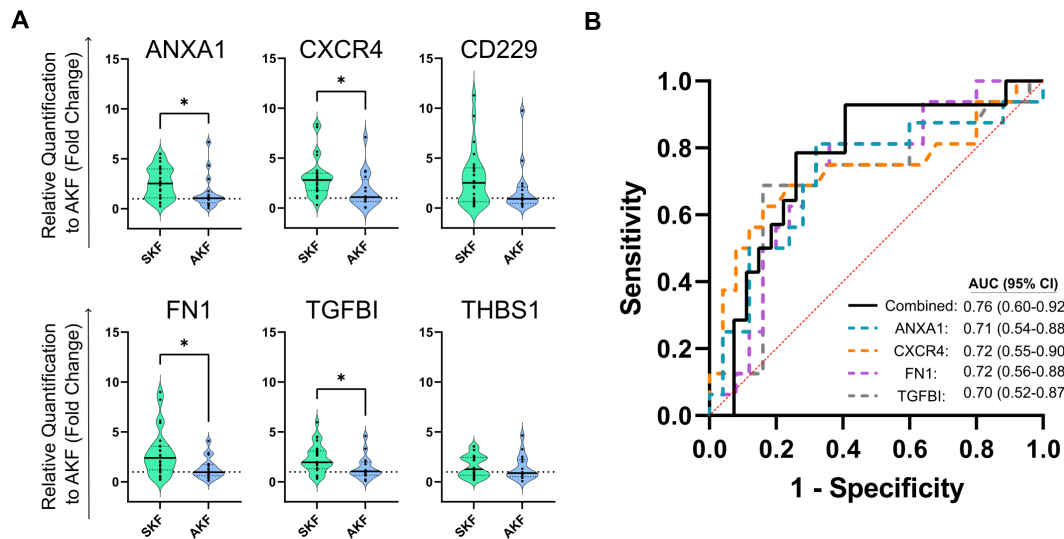 A
Relative Quantification
to AKF (Fold Change)
ANXA1
15
10
5
0
*
SKF
AKF
CXCR4
15
10
5
0
*
SKF
AKF
CD229
15
10
5
0
SKF
AKF
Relative Quantification
to AKF (Fold Change)
FN1
15
10
5
0
*
SKF
AKF
TGFBI
15
10
5
0
*
SKF
AKF
THBS1
15
10
5
0
SKF
AKF
B
Sensitivity
1.0
0.8
0.6
0.4
0.2
0.0
0.0 0.2 0.4 0.6 0.8 1.0
1 - Specificity
AUC (95% CI)
Combined: 0.76 (0.60-0.92
ANXA1: 0.71 (0.54-0.88
CXCR4: 0.72 (0.55-0.90
FN1: 0.72 (0.56-0.88
TGFBI: 0.70 (0.52-0.87